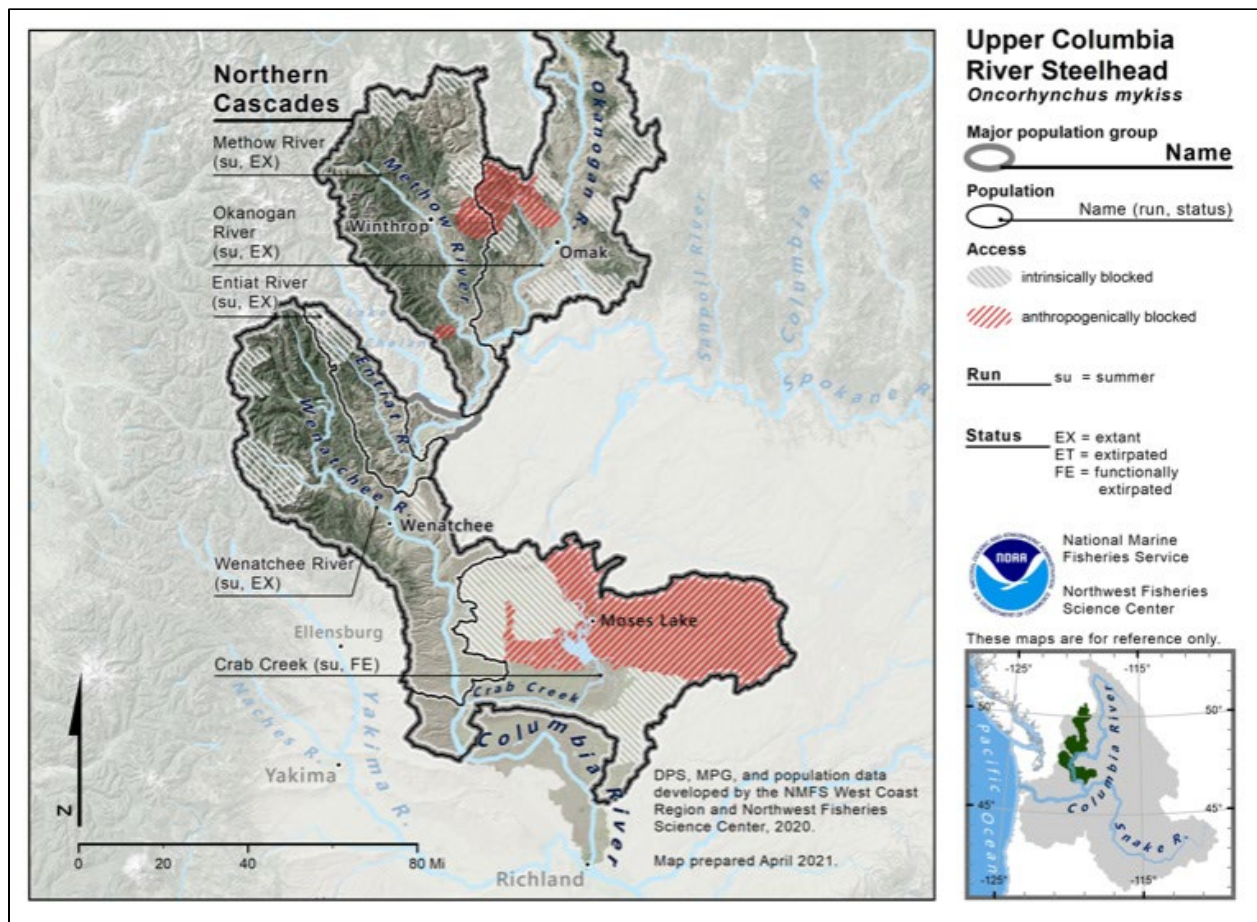 Upper Columbia
River Steelhead
Oncorhynchus mykiss
Major population group
Name
Population
Name (run, status)
Access
intrinsically blocked
anthropogenically blocked
Run
su = summer
Status
EX = extant
ET = extirpated
FE = functionally
extirpated
NOAA
National Marine
Fisheries Service
Northwest Fisheries
Science Center
These maps are for reference only.
-125°
-115°
50°
50°
45°
45°
-125°
-115°
Pacific Ocean
Columbia River
Snake R.
Northern
Cascades
Methow River
(su, EX)
Okanogan
River
(su, EX)
Entiat River
(su, EX)
Wenatchee River
(su, EX)
Crab Creek (su, FE)
Okanogan R.
Methow River
Winthrop
Omak
Lake
Chelan
Entiat R.
Wenatchee R.
Wenatchee
Sanpoil River
Columbia R.
Spokane R.
Moses Lake
Ellensburg
Crab Creek
Columbia River
Naches R.
Yakima R.
Yakima
Richland
N
0 20 40 80 Mi
DPS, MPG, and population data
developed by the NMFS West Coast
Region and Northwest Fisheries
Science Center, 2020.
Map prepared April 2021.